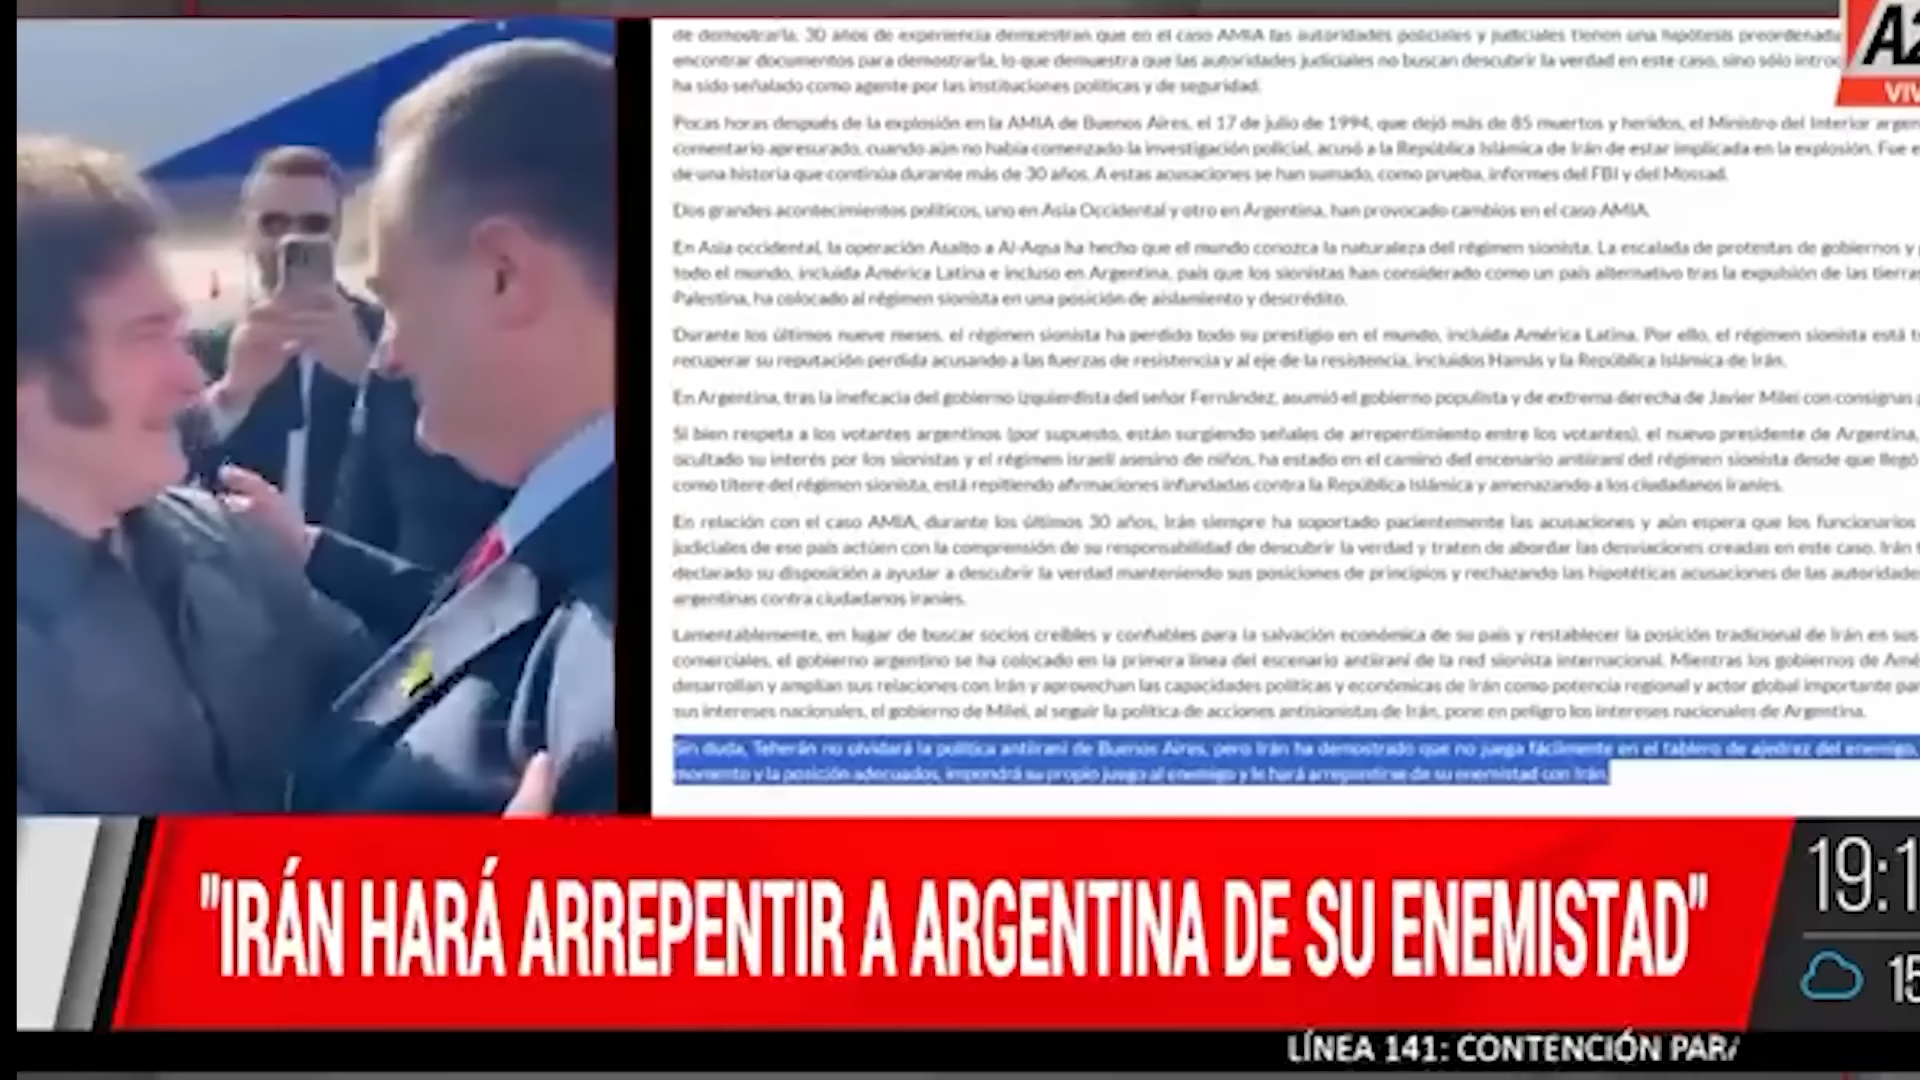 de demostrarla. 30 años de experiencia demuestran que en el caso AMIA las autoridades policiales y judiciales tienen una hipótesis preordenada
encontrar documentos para demostrarla, lo que demuestra que las autoridades judiciales no buscan descubrir la verdad en este caso, sino sólo
ha sido señalado como agente por las instituciones políticas y de seguridad.
Pocas horas después de la explosión en la AMIA de Buenos Aires, el 17 de julio de 1994, que dejó más de 85 muertos y heridos, el Ministro del Interior
comentario apresurado, cuando aún no había comenzado la investigación policial, acusó a la República Islámica de Irán de estar implicada en la explosión. Fue
de una historia que continúa durante más de 30 años. A estas acusaciones se han sumado, como prueba, informes del FBI y del Mossad.
Dos grandes acontecimientos políticos, uno en Asia Occidental y otro en Argentina, han provocado cambios en el caso AMIA.
En Asia occidental, la operación Asalto a Al-Aqsa ha hecho que el mundo conozca la naturaleza del régimen sionista. La escalada de protestas de gobiernos y
todo el mundo, incluida América Latina e incluso en Argentina, país que los sionistas han considerado como un país alternativo tras la expulsión de las tierras
Palestina, ha colocado al régimen sionista en una posición de aislamiento y descrédito.
Durante los últimos nueve meses, el régimen sionista ha perdido todo su prestigio en el mundo, incluida América Latina. Por ello, el régimen sionista está
recuperar su reputación perdida acusando a las fuerzas de resistencia y al eje de la resistencia, incluidos Hamás y la República Islámica de Irán.
En Argentina, tras la ineficacia del gobierno izquierdista del señor Fernández, asumió el gobierno populista y de extrema derecha de Javier Milei con consignas
Si bien respeta a los votantes argentinos (por supuesto, están surgiendo señales de arrepentimiento entre los votantes), el nuevo presidente de Argentina,
ocultado su interés por los sionistas y el régimen israelí asesino de niños, ha estado en el camino del escenario antiiraní del régimen sionista desde que llegó
como títere del régimen sionista, está repitiendo afirmaciones infundadas contra la República Islámica y amenazando a los ciudadanos iraníes.
En relación con el caso AMIA, durante los últimos 30 años, Irán siempre ha soportado pacientemente las acusaciones y aún espera que los funcionarios
judiciales de ese país actúen con la comprensión de su responsabilidad de descubrir la verdad y traten de abordar las desviaciones creadas en este caso. Irán
declarado su disposición a ayudar a descubrir la verdad manteniendo sus posiciones de principios y rechazando las hipotéticas acusaciones de las autoridades
argentinas contra ciudadanos iraníes.
Lamentablemente, en lugar de buscar socios creíbles y confiables para la salvación económica de su país y restablecer la posición tradicional de Irán en sus
comerciales, el gobierno argentino se ha colocado en la primera línea del escenario antiiraní de la red sionista internacional. Mientras los gobiernos de
desarrollan y amplían sus relaciones con Irán y aprovechan las capacidades políticas y económicas de Irán como potencia regional y actor global importante
sus intereses nacionales, el gobierno de Milei, al seguir la política de acciones antisionistas de Irán, pone en peligro los intereses nacionales de Argentina.
Sin duda, Teherán no olvidará la política antiiraní de Buenos Aires, pero Irán ha demostrado que no juega fácilmente en el tablero de ajedrez del enemigo,
momento y la posición adecuados, impondrá su propio juego al enemigo y le hará arrepentirse de su enemistad con Irán.
A2
VIV
"IRÁN HARÁ ARREPENTIR A ARGENTINA DE SU ENEMISTAD"
19:1
15
LÍNEA 141: CONTENCIÓN PARA